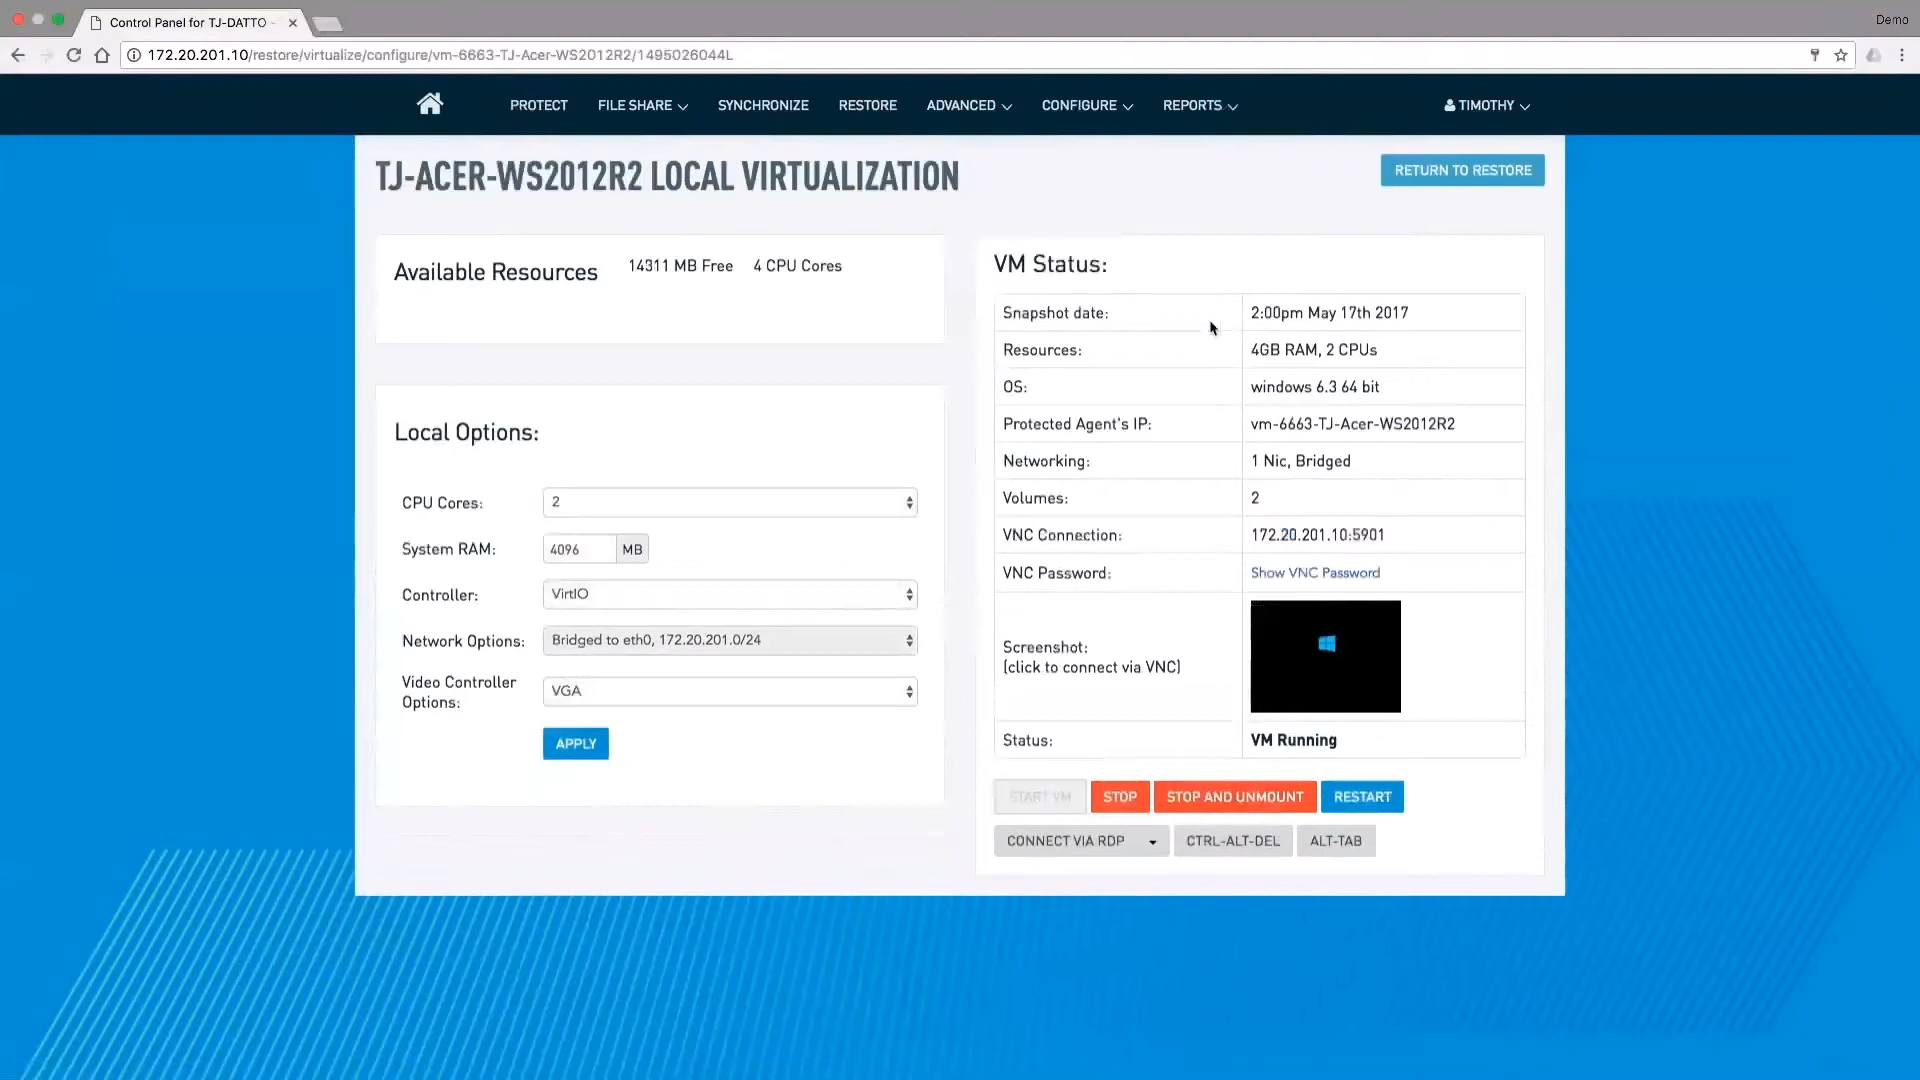 Control Panel for TJ-DATTO -
Demo
172.20.201.10/restore/virtualize/configure/vm-6663-TJ-Acer-WS2012R2/1495026044L
PROTECT FILE SHARE SYNCHRONIZE RESTORE ADVANCED CONFIGURE REPORTS TIMOTHY
TJ-ACER-WS2012R2 LOCAL VIRTUALIZATION
RETURN TO RESTORE
Available Resources 14311 MB Free 4 CPU Cores
Local Options:
CPU Cores: 2
System RAM: 4096 MB
Controller: VirtIO
Network Options: Bridged to eth0, 172.20.201.0/24
Video Controller Options: VGA
APPLY
VM Status:
Snapshot date: 2:00pm May 17th 2017
Resources: 4GB RAM, 2 CPUs
OS: windows 6.3 64 bit
Protected Agent's IP: vm-6663-TJ-Acer-WS2012R2
Networking: 1 Nic, Bridged
Volumes: 2
VNC Connection: 172.20.201.10:5901
VNC Password: Show VNC Password
Screenshot:
(click to connect via VNC)
Status: VM Running
START VM STOP STOP AND UNMOUNT RESTART
CONNECT VIA RDP CTRL-ALT-DEL ALT-TAB